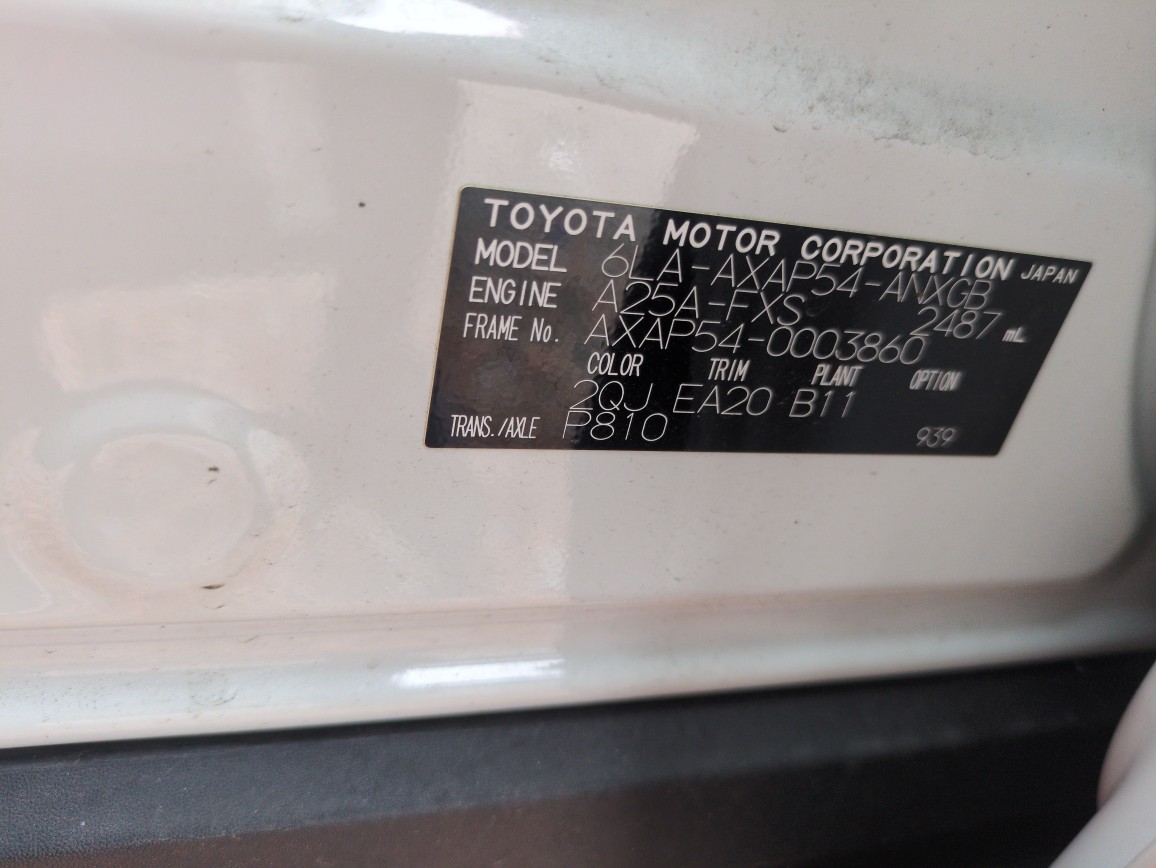 TOYOTA MOTOR CORPORATION JAPAN
MODEL 6LA-AXAP54-ANXGB
ENGINE A25A-FXS 2487 mL
FRAME No. AXAP54-0003860
COLOR TRIM PLANT OPTION
2QJ EA20 B11
TRANS./AXLE P810 939